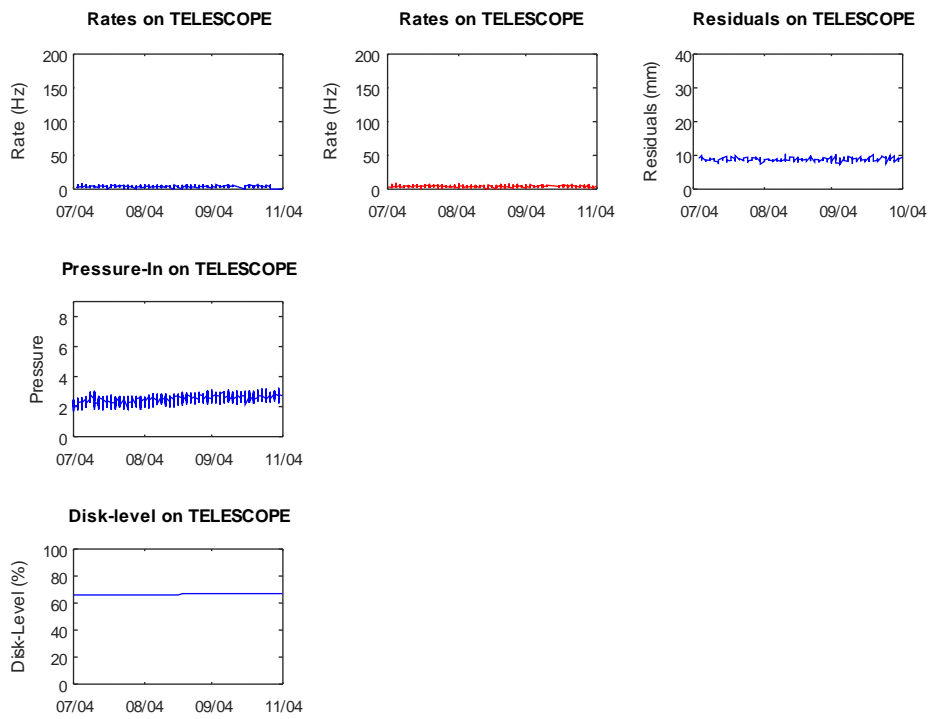 Rates on TELESCOPE
Rate (Hz)
200
150
100
50
0
07/04 08/04 09/04 11/04
Rates on TELESCOPE
Rate (Hz)
200
150
100
50
0
07/04 08/04 09/04 11/04
Residuals on TELESCOPE
Residuals (mm)
40
30
20
10
0
07/04 08/04 09/04 10/04
Pressure-In on TELESCOPE
Pressure
8
6
4
2
0
07/04 08/04 09/04 11/04
Disk-level on TELESCOPE
Disk-Level (%)
100
80
60
40
20
0
07/04 08/04 09/04 11/04